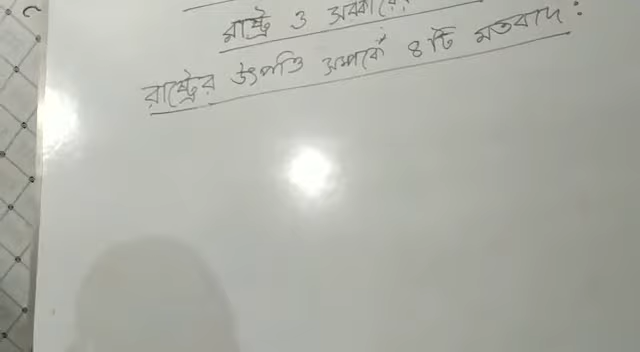 রাষ্ট্র ও সরকার
রাষ্ট্রের উৎপত্তি সম্পর্কে ৪টি মতবাদ: